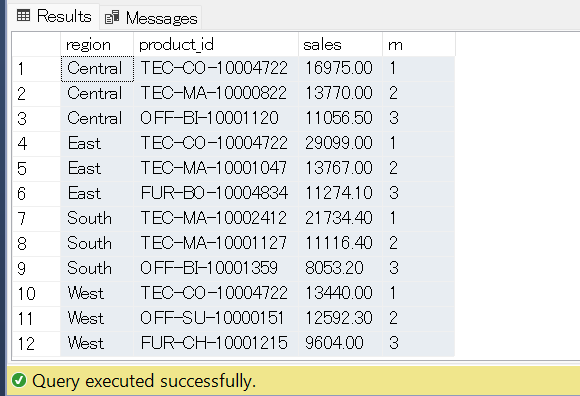 Results Messages
region product_id sales rn
1 Central TEC-CO-10004722 16975.00 1
2 Central TEC-MA-10000822 13770.00 2
3 Central OFF-BI-10001120 11056.50 3
4 East TEC-CO-10004722 29099.00 1
5 East TEC-MA-10001047 13767.00 2
6 East FUR-BO-10004834 11274.10 3
7 South TEC-MA-10002412 21734.40 1
8 South TEC-MA-10001127 11116.40 2
9 South OFF-BI-10001359 8053.20 3
10 West TEC-CO-10004722 13440.00 1
11 West OFF-SU-10000151 12592.30 2
12 West FUR-CH-10001215 9604.00 3
Query executed successfully.